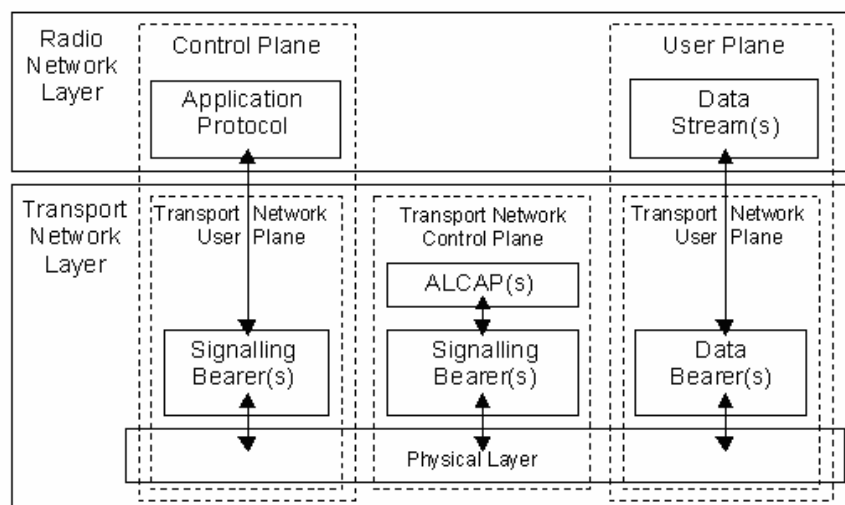 Radio
Network
Layer
Control Plane
User Plane
Application
Protocol
Data
Stream(s)
Transport
Network
Layer
Transport Network
User Plane
Transport Network
Control Plane
Transport Network
User Plane
ALCAP(s)
Signalling
Bearer(s)
Signalling
Bearer(s)
Data
Bearer(s)
Physical Layer